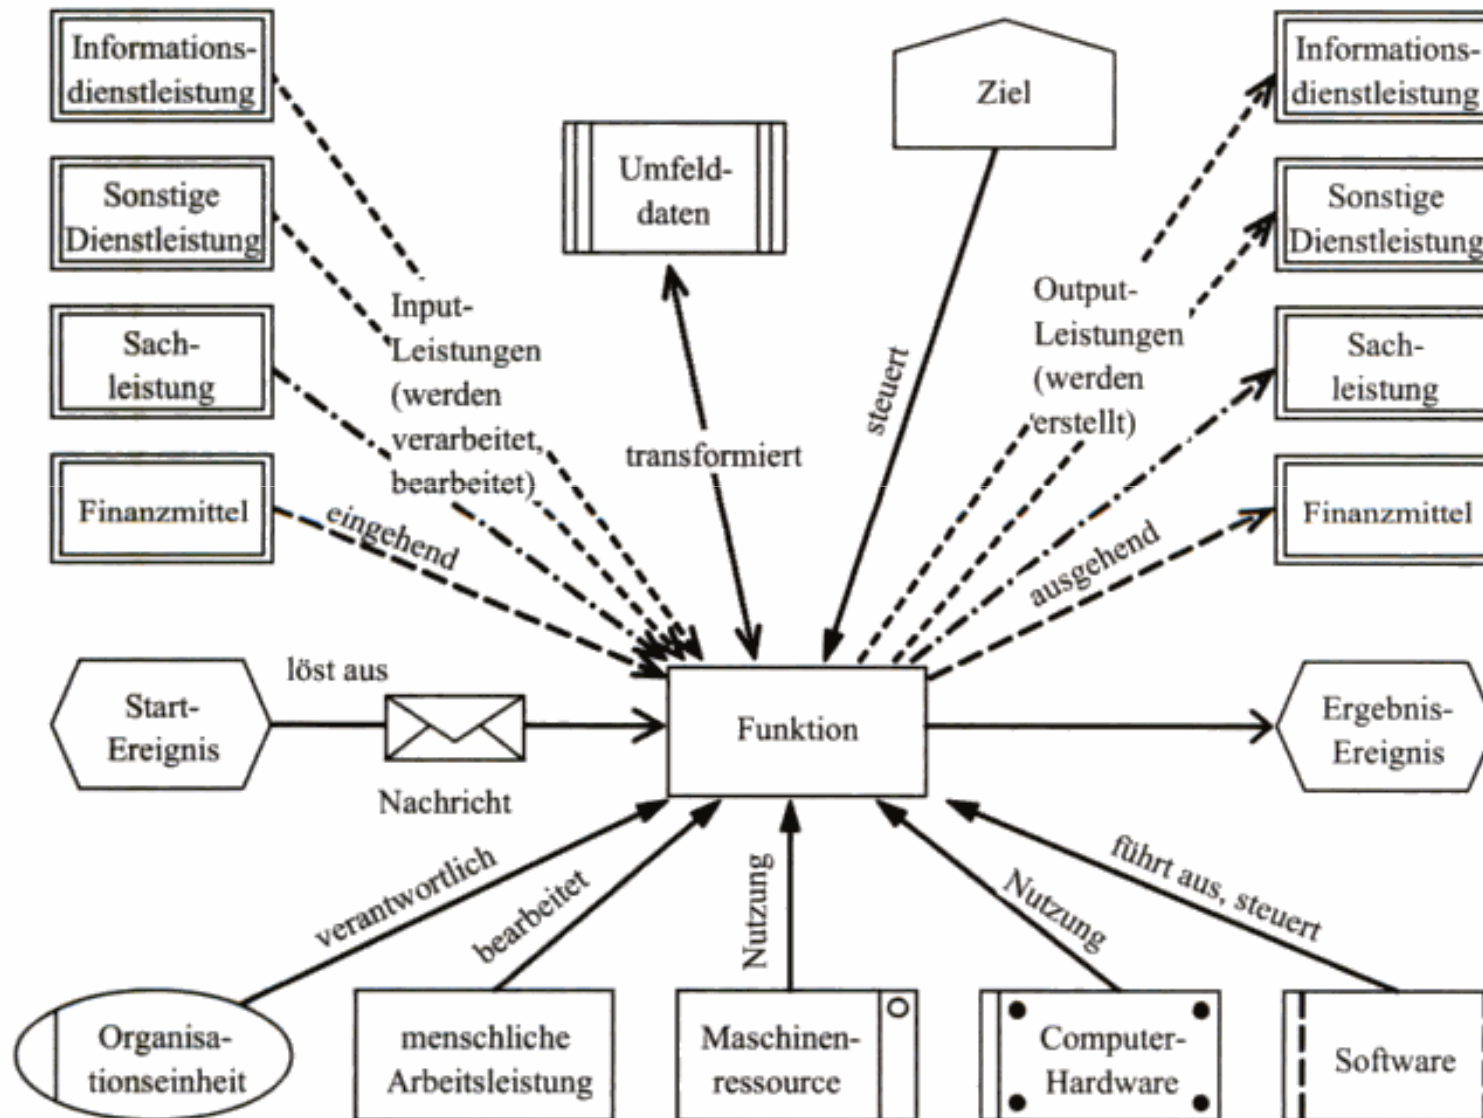 Informations-
dienstleistung
Sonstige
Dienstleistung
Sach-
leistung
Finanzmittel
Input-
Leistungen
(werden
verarbeitet,
bearbeitet)
eingehend
Umfeld-
daten
transformiert
Ziel
steuert
Output-
Leistungen
(werden
erstellt)
ausgehend
Informations-
dienstleistung
Sonstige
Dienstleistung
Sach-
leistung
Finanzmittel
Start-
Ereignis
löst aus
Nachricht
Funktion
Ergebnis-
Ereignis
verantwortlich
bearbeitet
Nutzung
Nutzung
führt aus, steuert
Organisa-
tionseinheit
menschliche
Arbeitsleistung
Maschinen-
ressource
Computer-
Hardware
Software